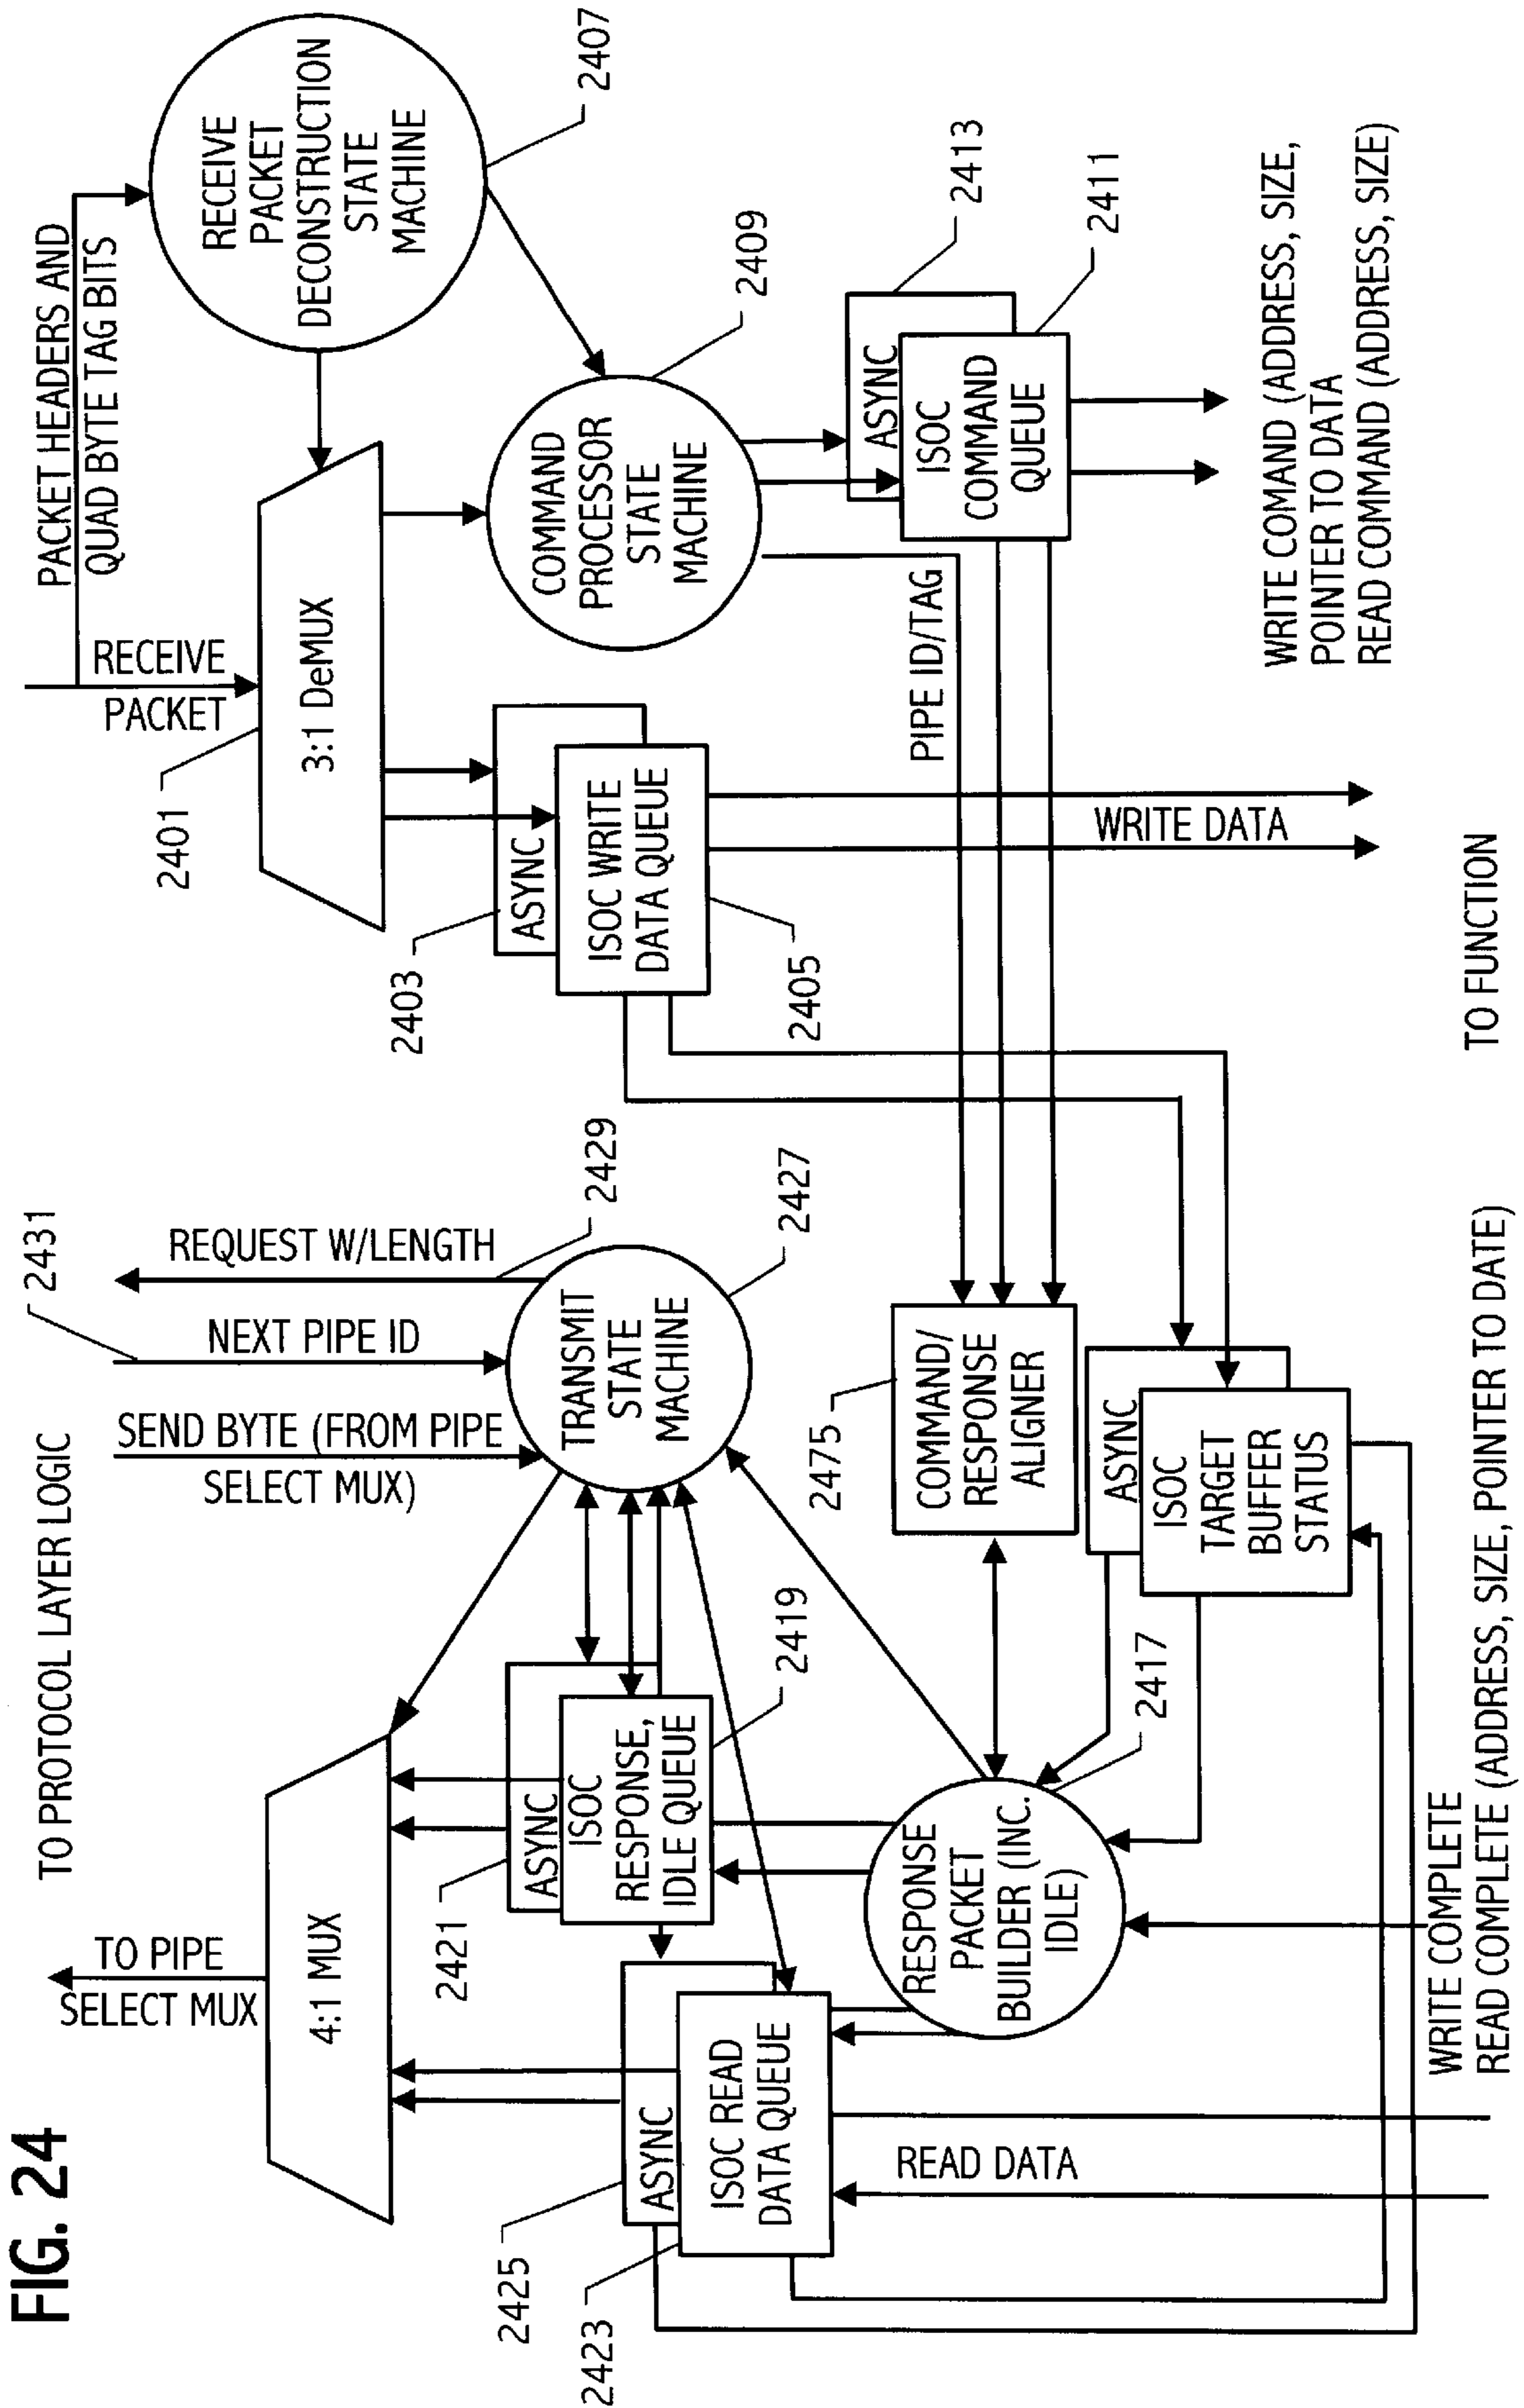 FIG. 24
TO PROTOCOL LAYER LOGIC
TO PIPE
SELECT MUX
4:1 MUX
SEND BYTE (FROM PIPE
SELECT MUX)
NEXT PIPE ID
2431
REQUEST W/LENGTH
2429
TRANSMIT
STATE
MACHINE
2427
2421
ASYNC
ISOC
RESPONSE,
IDLE QUEUE
2419
2425
2423
ASYNC
ISOC READ
DATA QUEUE
READ DATA
RESPONSE
PACKET
BUILDER (INC.
IDLE)
2417
2475
COMMAND/
RESPONSE
ALIGNER
ASYNC
ISOC
TARGET
BUFFER
STATUS
WRITE COMPLETE
READ COMPLETE (ADDRESS, SIZE, POINTER TO DATE)
TO FUNCTION
PACKET HEADERS AND
QUAD BYTE TAG BITS
RECEIVE
PACKET
2401
3:1 DeMUX
RECEIVE
PACKET
DECONSTRUCTION
STATE
MACHINE
2407
2403
ASYNC
ISOC WRITE
DATA QUEUE
2405
COMMAND
PROCESSOR
STATE
MACHINE
2409
ASYNC
ISOC
COMMAND
QUEUE
2413
2411
PIPE ID/TAG
WRITE DATA
WRITE COMAND (ADDRESS, SIZE,
POINTER TO DATA
READ COMMAND (ADDRESS, SIZE)